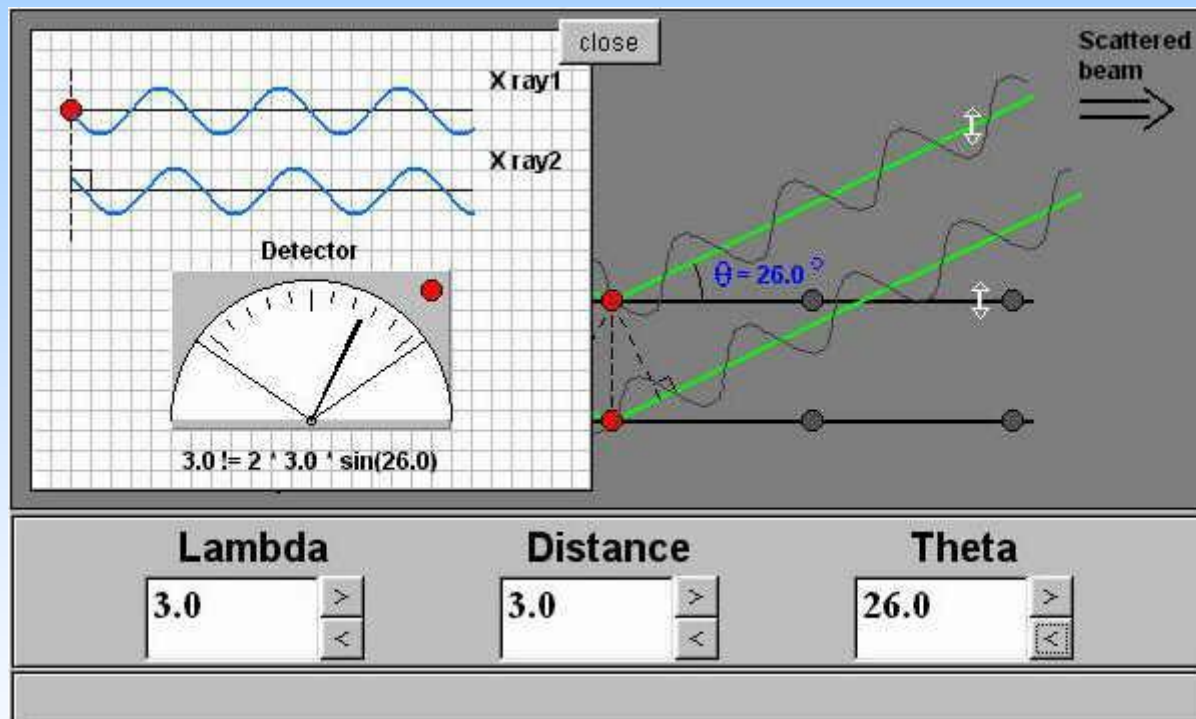 close
Scattered
beam
X ray1
X ray2
Detector
θ = 26.0 °
3.0 != 2 * 3.0 * sin(26.0)
Lambda
Distance
Theta
3.0
>
<
3.0
>
<
26.0
>
<